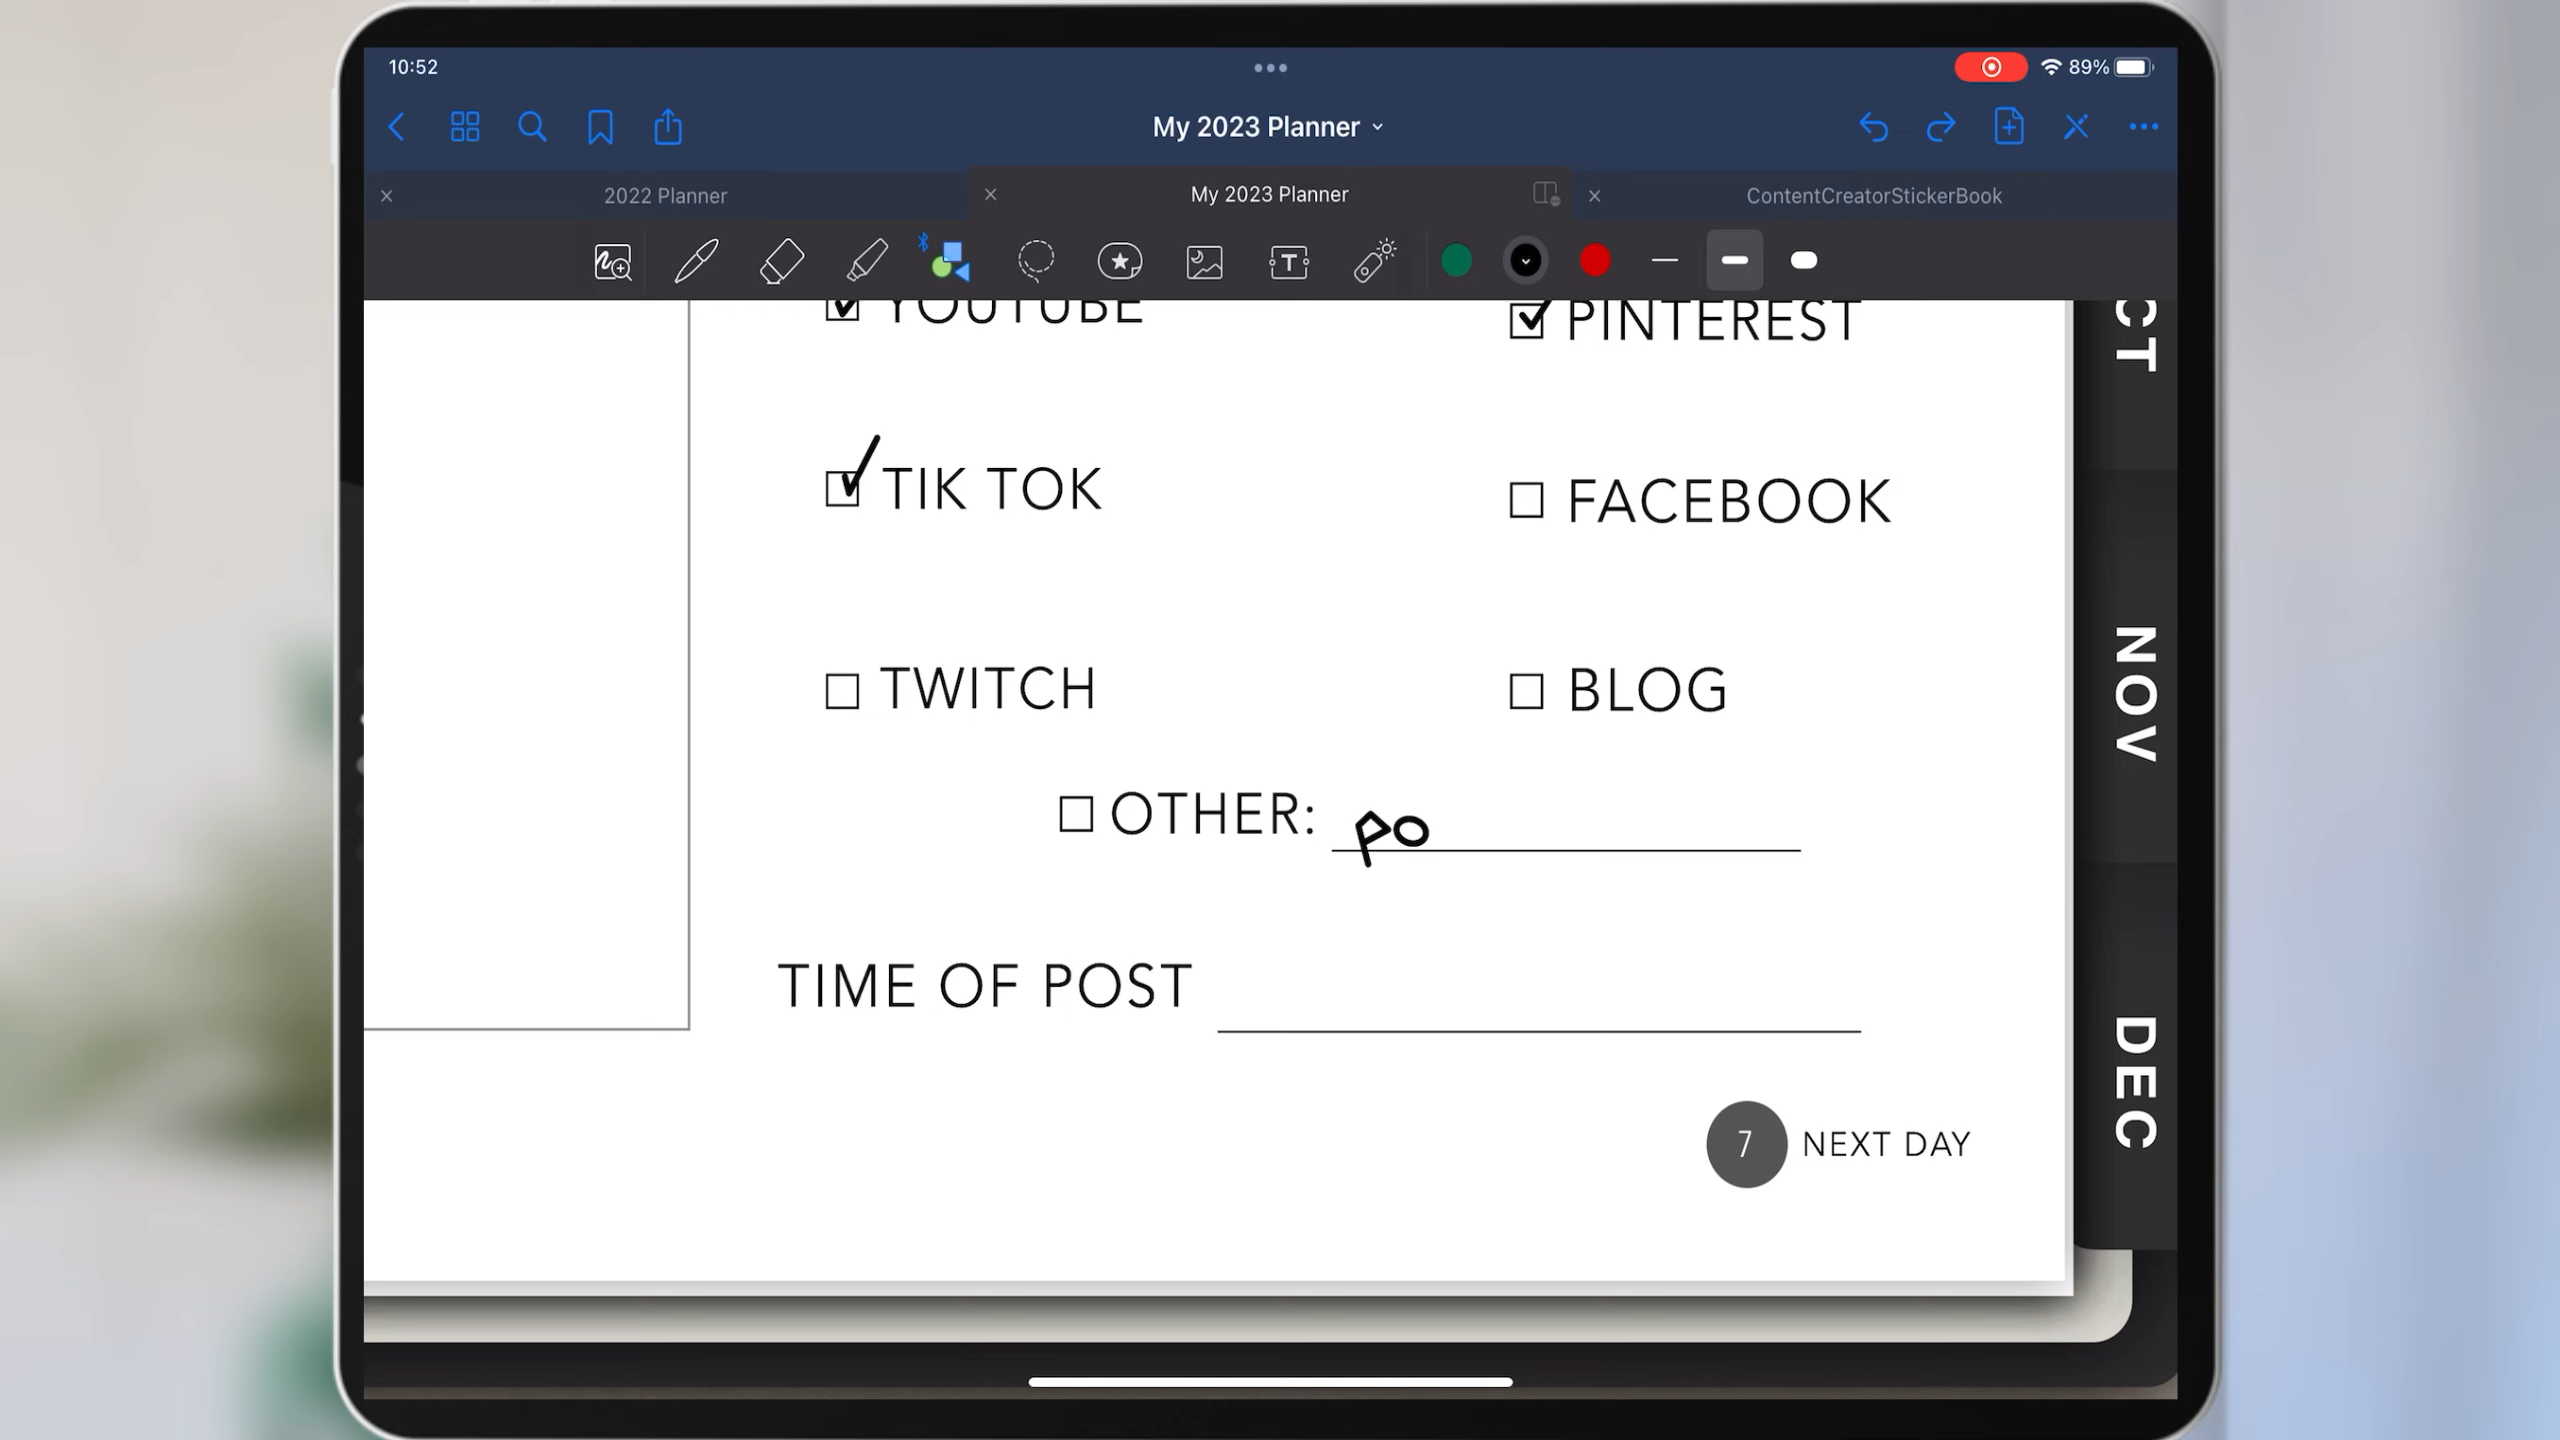 10:52
89%
My 2023 Planner
2022 Planner
My 2023 Planner
ContentCreatorStickerBook
T
YOUTUBE
PINTEREST
TIK TOK
FACEBOOK
TWITCH
BLOG
OTHER: po
TIME OF POST
7 NEXT DAY
CT
NOV
DEC